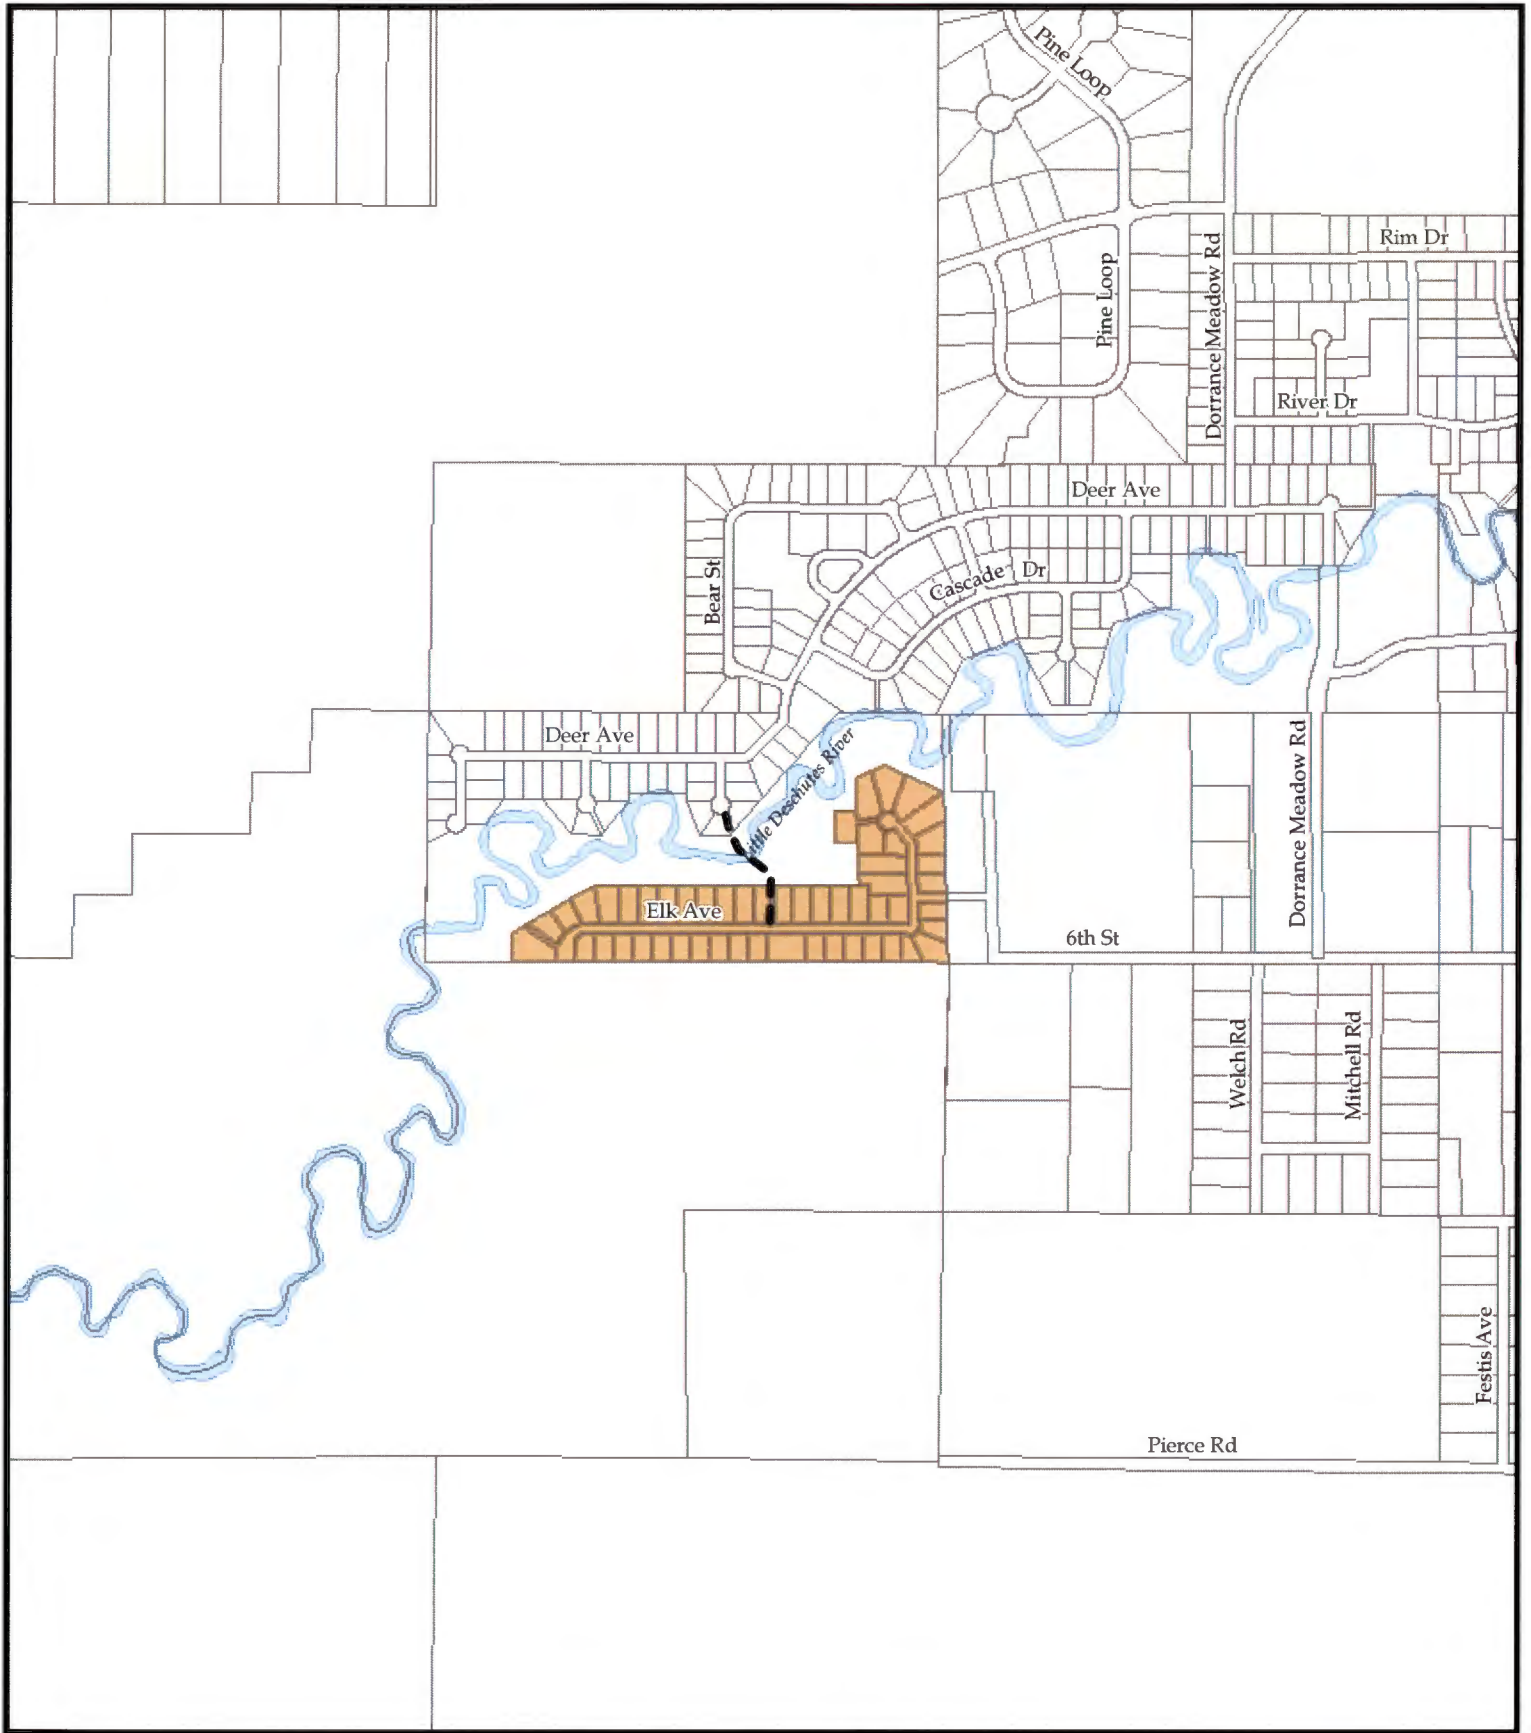 Pine Loop
Rim Dr
Pine Loop
Dorrance Meadow Rd
River Dr
Deer Ave
Bear St
Cascade Dr
Deer Ave
Little Deschutes River
Dorrance Meadow Rd
Elk Ave
6th St
Welch Rd
Mitchell Rd
Festis Ave
Pierce Rd